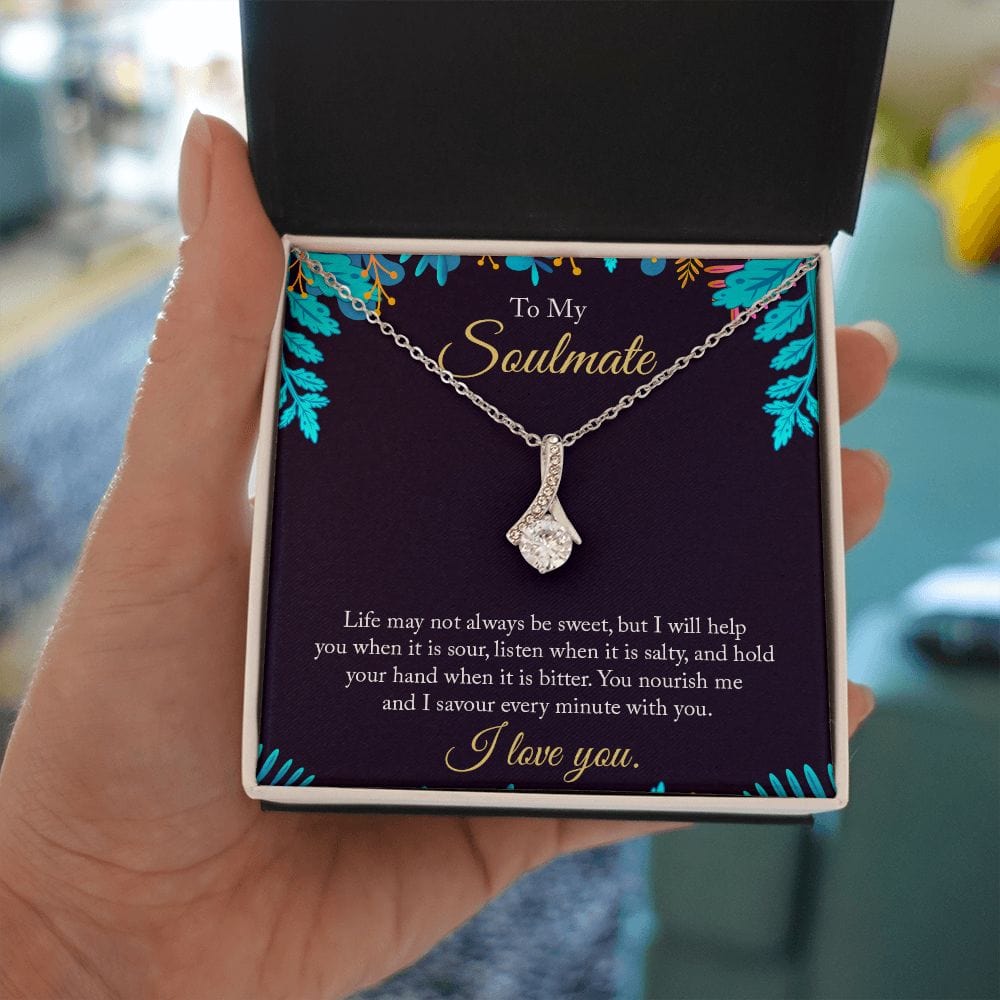 To My
Soulmate
Life may not always be sweet, but I will help
you when it is sour, listen when it is salty, and hold
your hand when it is bitter. You nourish me
and I savour every minute with you.
I love you.